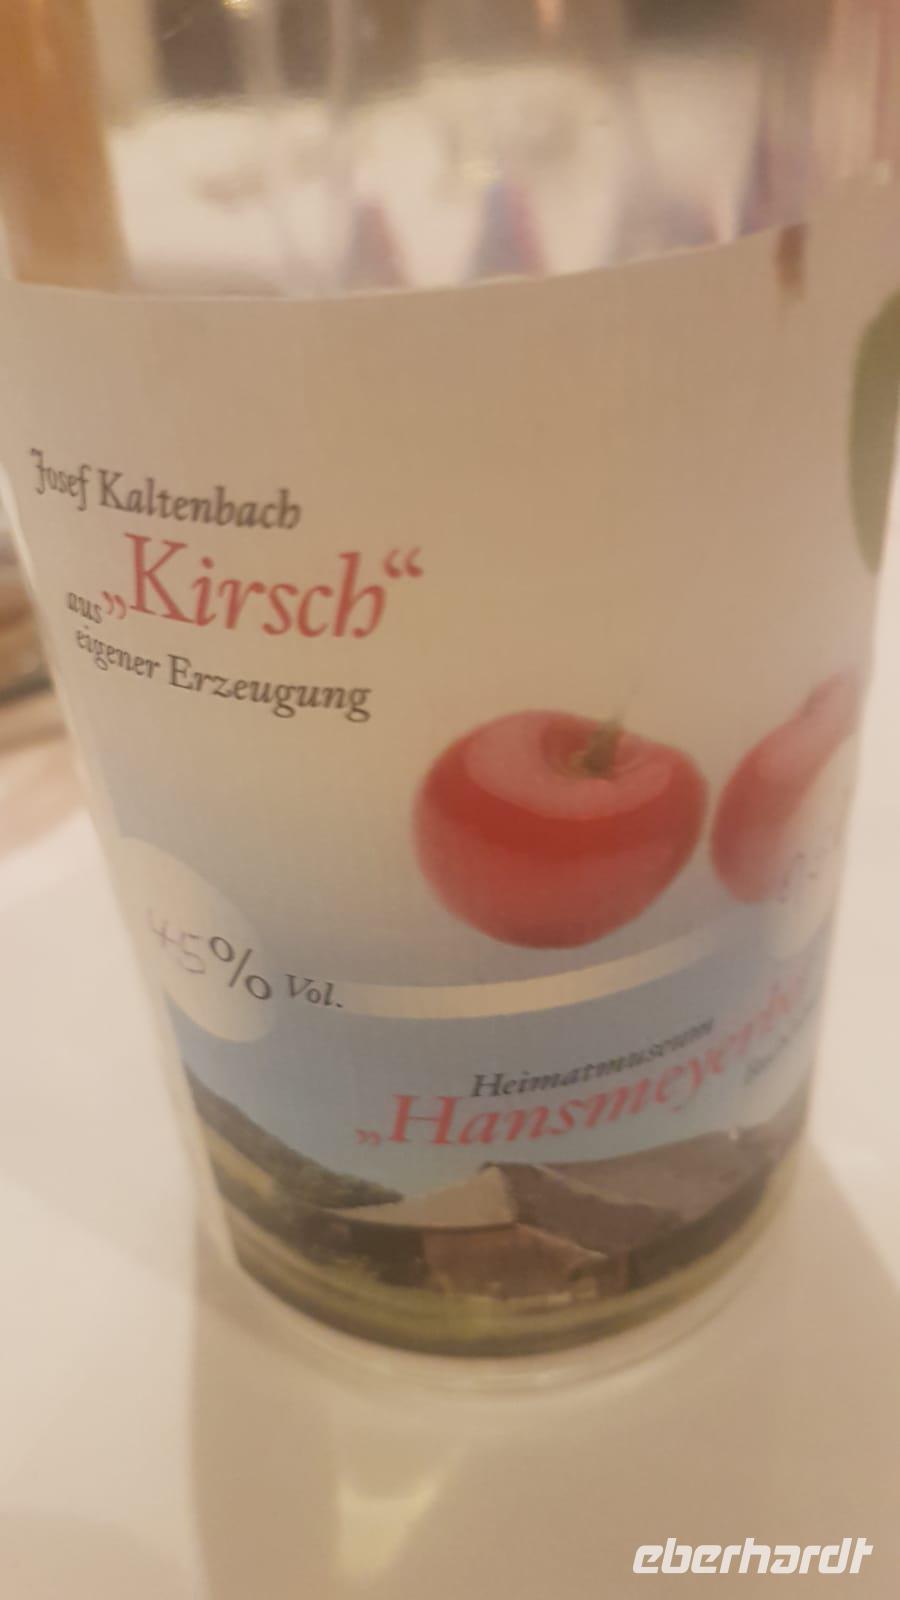 Josef Kaltenbach
„Kirsch“
aus
eigener Erzeugung
45% Vol.
Heimatmuseum
eberhardt